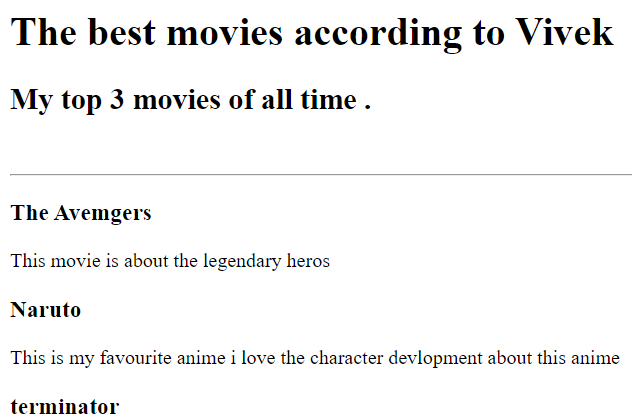 The best movies according to Vivek
My top 3 movies of all time .
The Avemgers
This movie is about the legendary heros
Naruto
This is my favourite anime i love the character devlopment about this anime
terminator